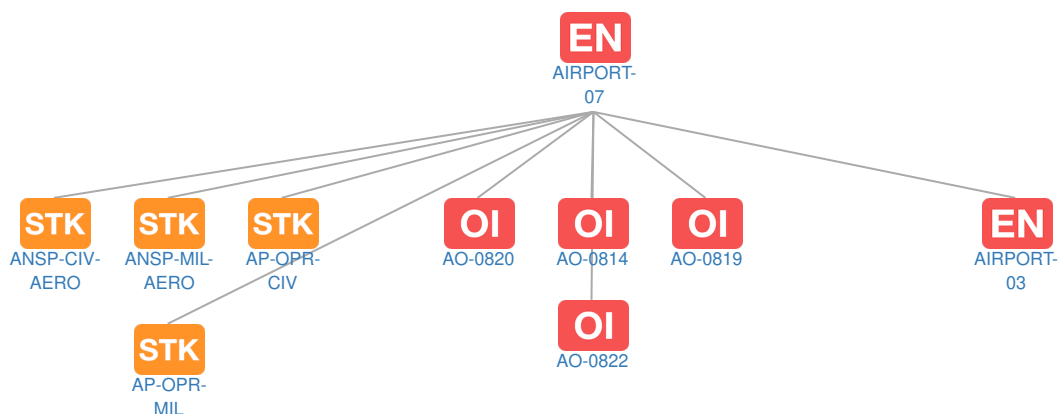 EN
AIRPORT-
07
STK
STK
STK
OI
OI
OI
EN
ANSP-CIV-
AERO
ANSP-MIL-
AERO
AP-OPR-
CIV
AO-0820
AO-0814
AO-0819
AIRPORT-
03
STK
AP-OPR-
MIL
OI
AO-0822